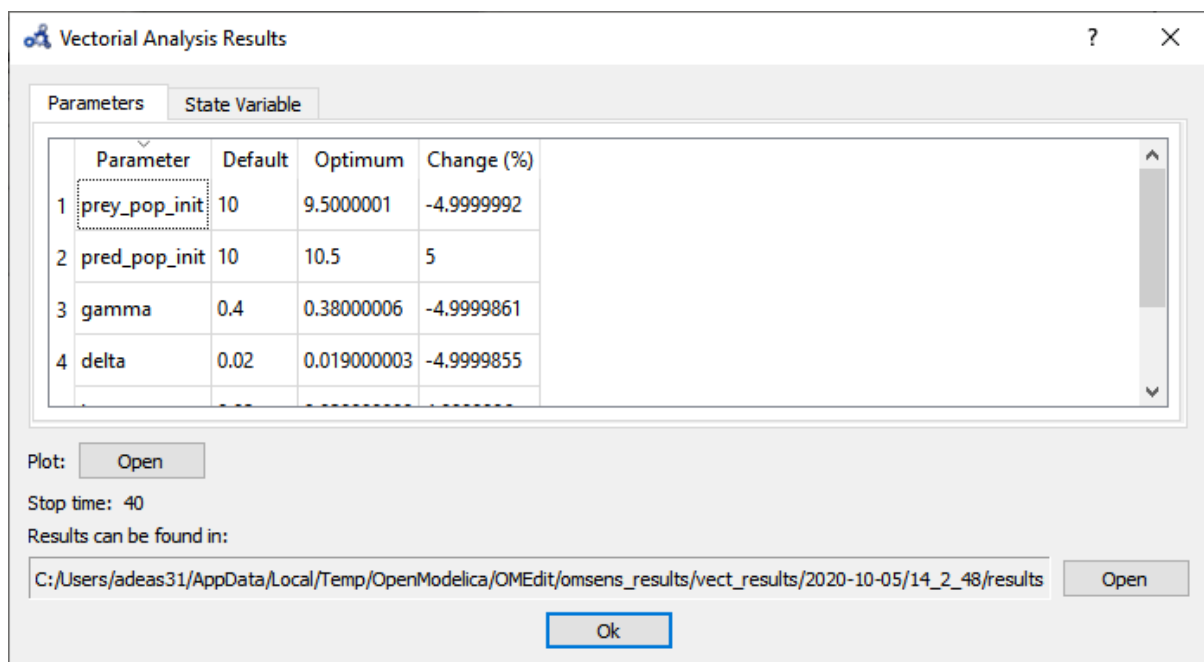 Vectorial Analysis Results ?
Parameters State Variable
Parameter Default Optimum Change (%)
1 prey_pop_init 10 9.5000001 -4.9999992
2 pred_pop_init 10 10.5 5
3 gamma 0.4 0.38000006 -4.9999861
4 delta 0.02 0.019000003 -4.9999855
Plot: Open
Stop time: 40
Results can be found in:
C:/Users/adeas31/AppData/Local/Temp/OpenModelica/OMEdit/omsens_results/vect_results/2020-10-05/14_2_48/results Open
Ok